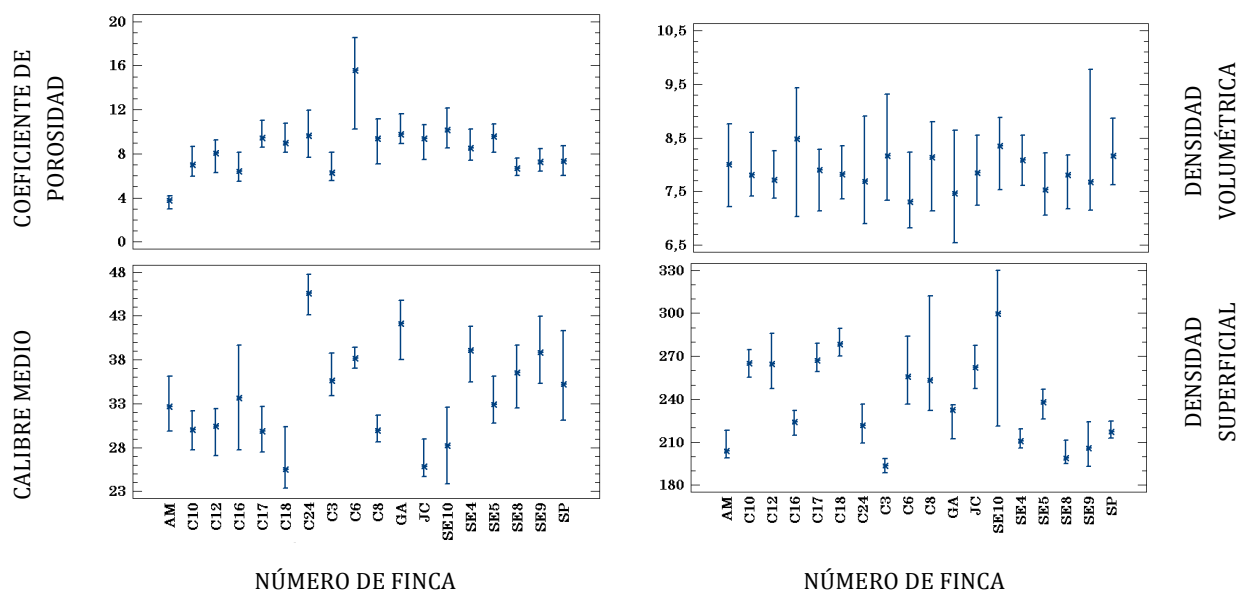 COEFICIENTE DE
POROSIDAD
20
16
12
8
4
0
CALIBRE MEDIO
48
43
38
33
28
23
AM C10 C12 C16 C17 C18 C24 C3 C6 C8 GA JC SE10 SE4 SE5 SE8 SE9 SP
NÚMERO DE FINCA
10,5
9,5
8,5
7,5
6,5
DENSIDAD
VOLUMÉTRICA
330
300
270
240
210
180
DENSIDAD
SUPERFICIAL
AM C10 C12 C16 C17 C18 C24 C3 C6 C8 GA JC SE10 SE4 SE5 SE8 SE9 SP
NÚMERO DE FINCA